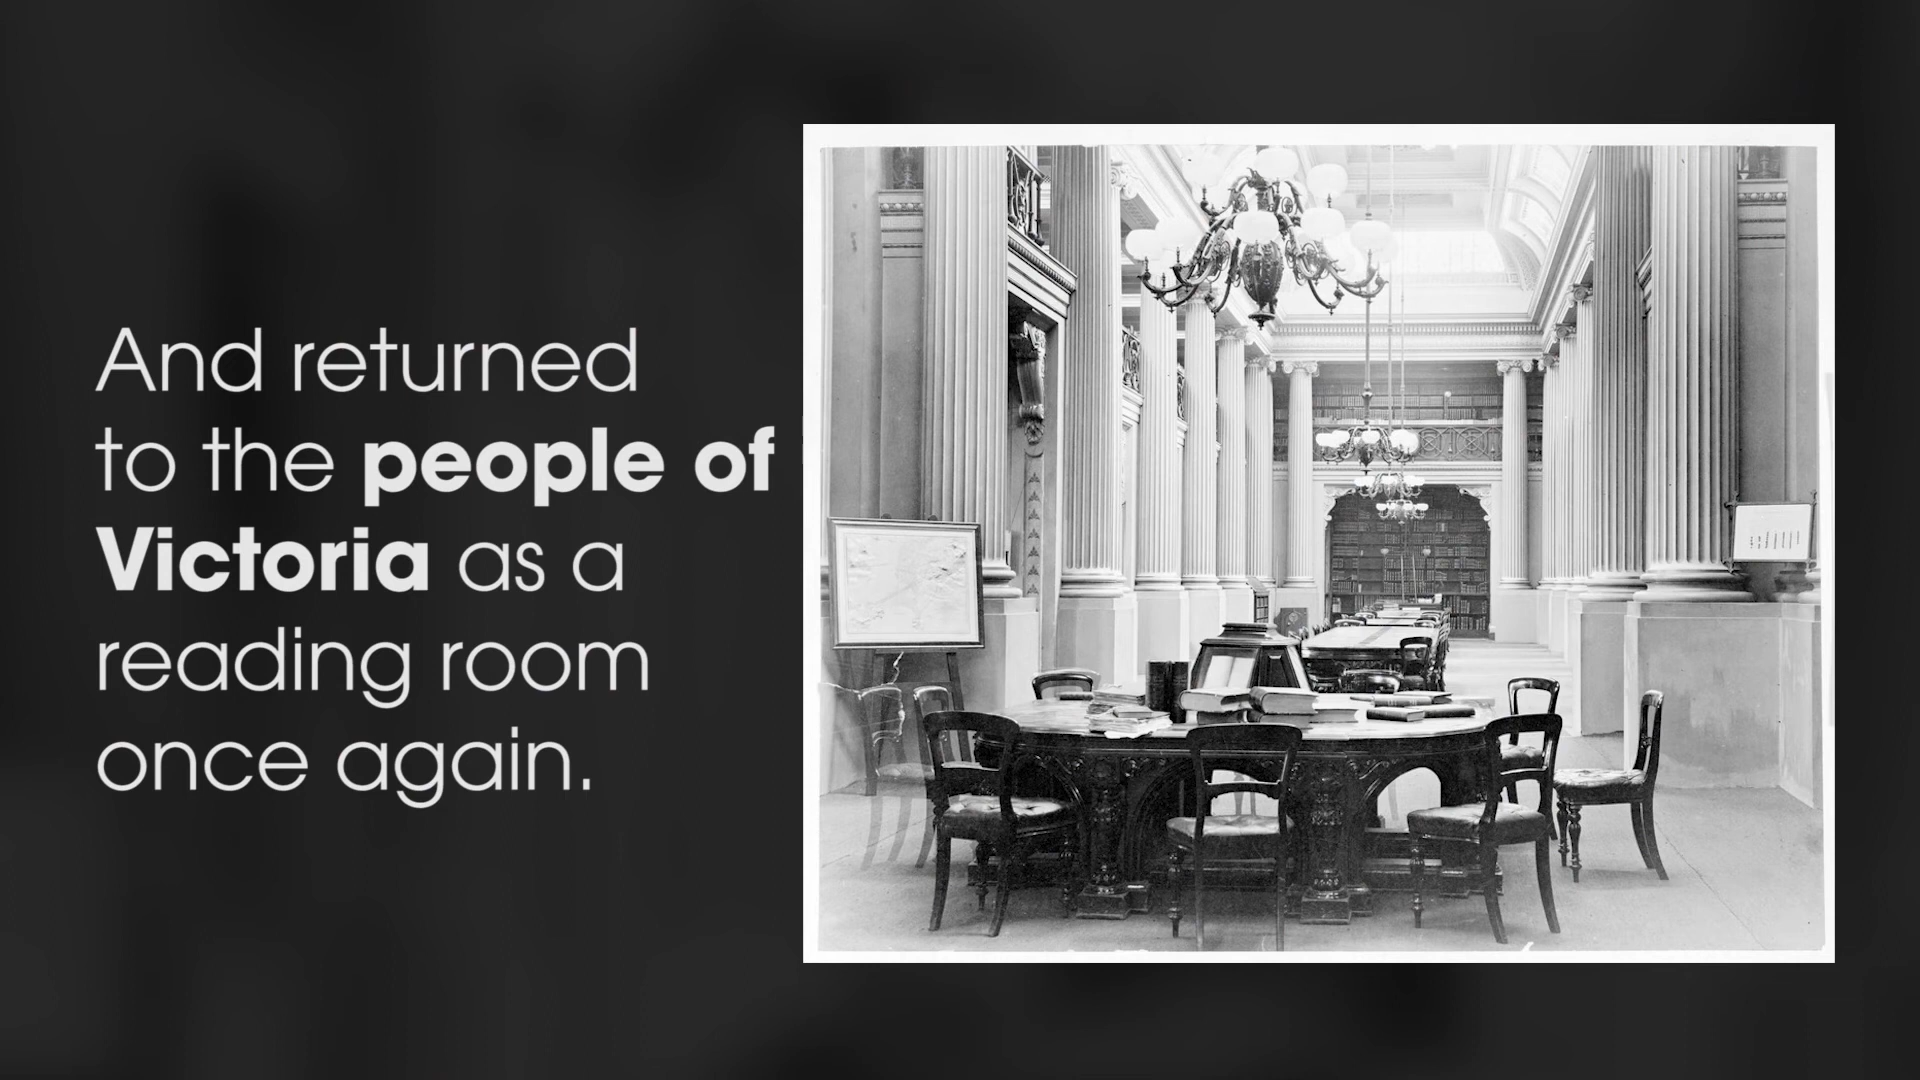 And returned
to the people of
Victoria as a
reading room
once again.